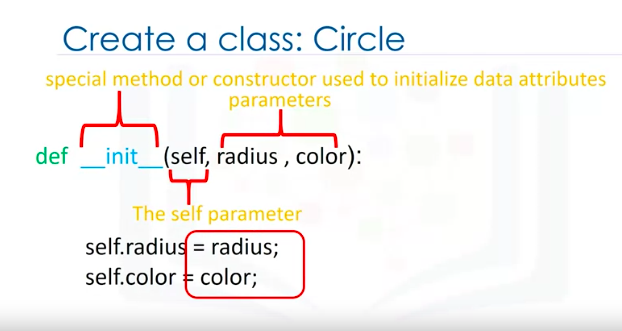 Create a class: Circle
special method or constructor used to initialize data attributes
parameters
def __init__(self, radius , color):
The self parameter
self.radius = radius;
self.color = color;